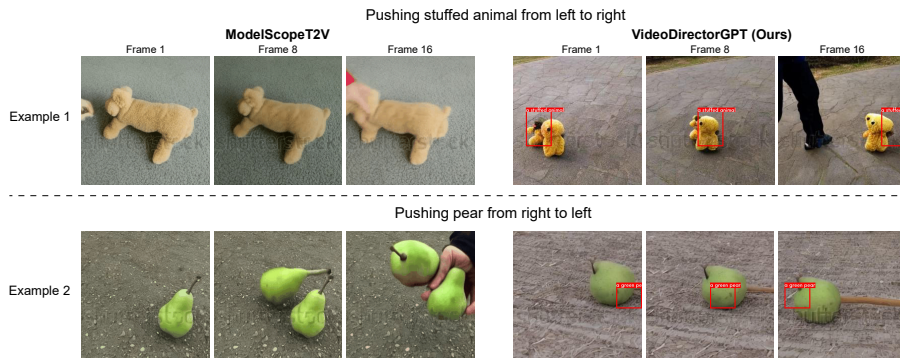 Pushing stuffed animal from left to right
ModelScopeT2V
VideoDirectorGPT (Ours)
Frame 1
Frame 8
Frame 16
Frame 1
Frame 8
Frame 16
Example 1
a stuffed animal
a stuffed animal
a stuffed
Pushing pear from right to left
Example 2
a green pe
a green pear
a green pear